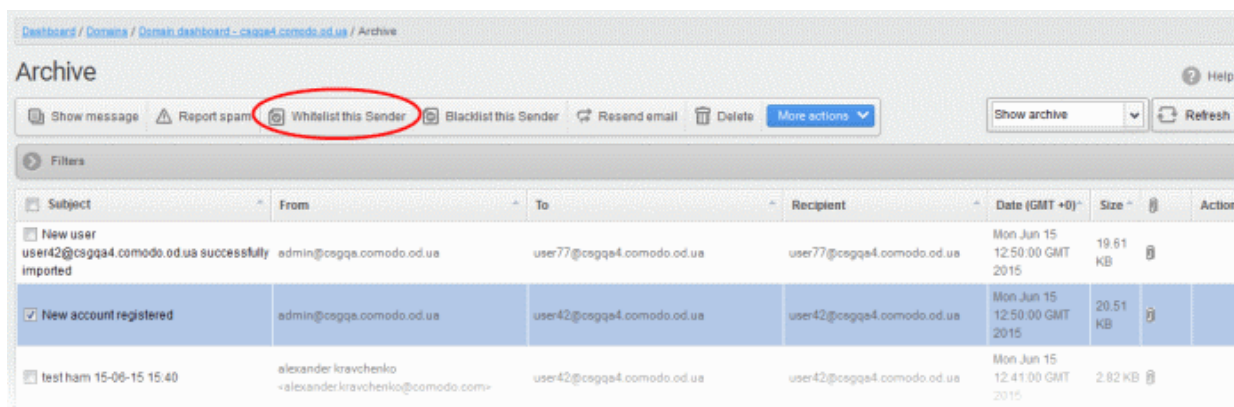 Dashboard / Domains / Domain dashboard - csgqa4.comodo.od.ua / Archive
Archive
Help
Show message Report spam Whitelist this Sender Blacklist this Sender Resend email Delete More actions Show archive Refresh
Filters
Subject From To Recipient Date (GMT +0) Size Action
New user
user42@csgqa4.comodo.od.ua successfully
imported
admin@csgqa.comodo.od.ua
user77@csgqa4.comodo.od.ua
user77@csgqa4.comodo.od.ua
Mon Jun 15
12:50:00 GMT
2015
19.61
KB
New account registered
admin@csgqa.comodo.od.ua
user42@csgqa4.comodo.od.ua
user42@csgqa4.comodo.od.ua
Mon Jun 15
12:50:00 GMT
2015
20.51
KB
test ham 15-06-15 15:40
alexander kravchenko
<alexander.kravchenko@comodo.com>
user42@csgqa4.comodo.od.ua
user42@csgqa4.comodo.od.ua
Mon Jun 15
12:41:00 GMT
2015
2.82 KB